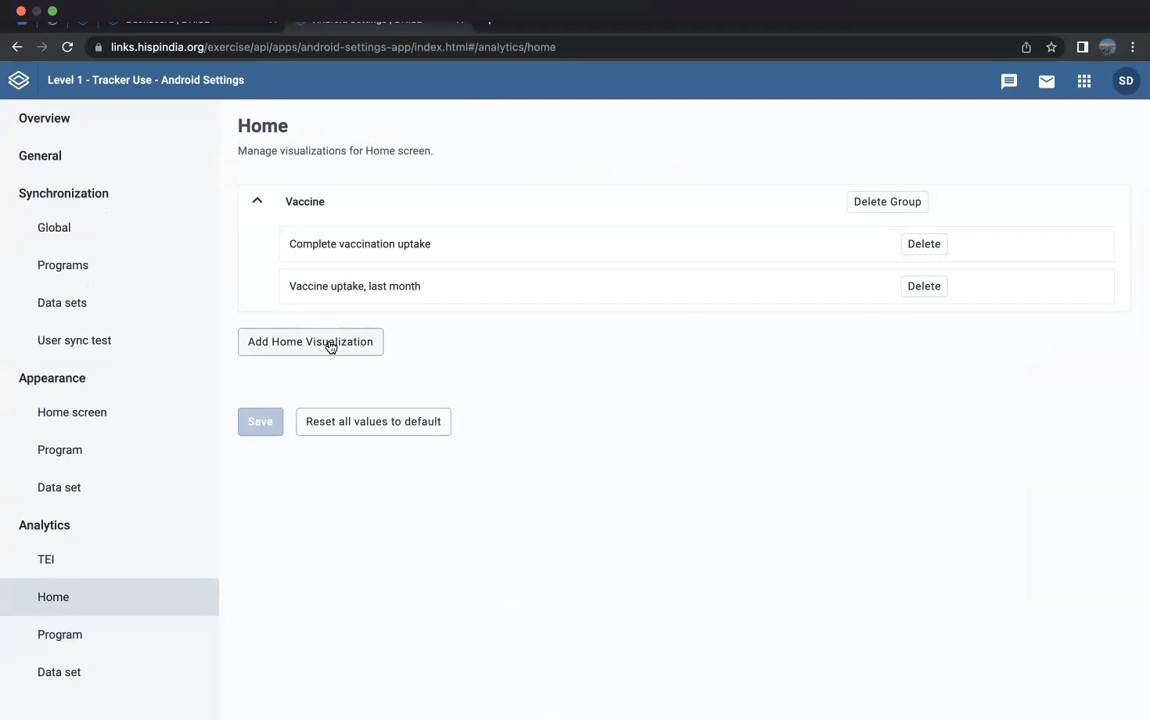 links.hispindia.org/exercise/api/apps/android-settings-app/index.html#/analytics/home
Level 1 - Tracker Use - Android Settings
SD
Overview
General
Synchronization
Global
Programs
Data sets
User sync test
Appearance
Home screen
Program
Data set
Analytics
TEI
Home
Program
Data set
Home
Manage visualizations for Home screen.
Vaccine
Delete Group
Complete vaccination uptake
Delete
Vaccine uptake, last month
Delete
Add Home Visualization
Save
Reset all values to default